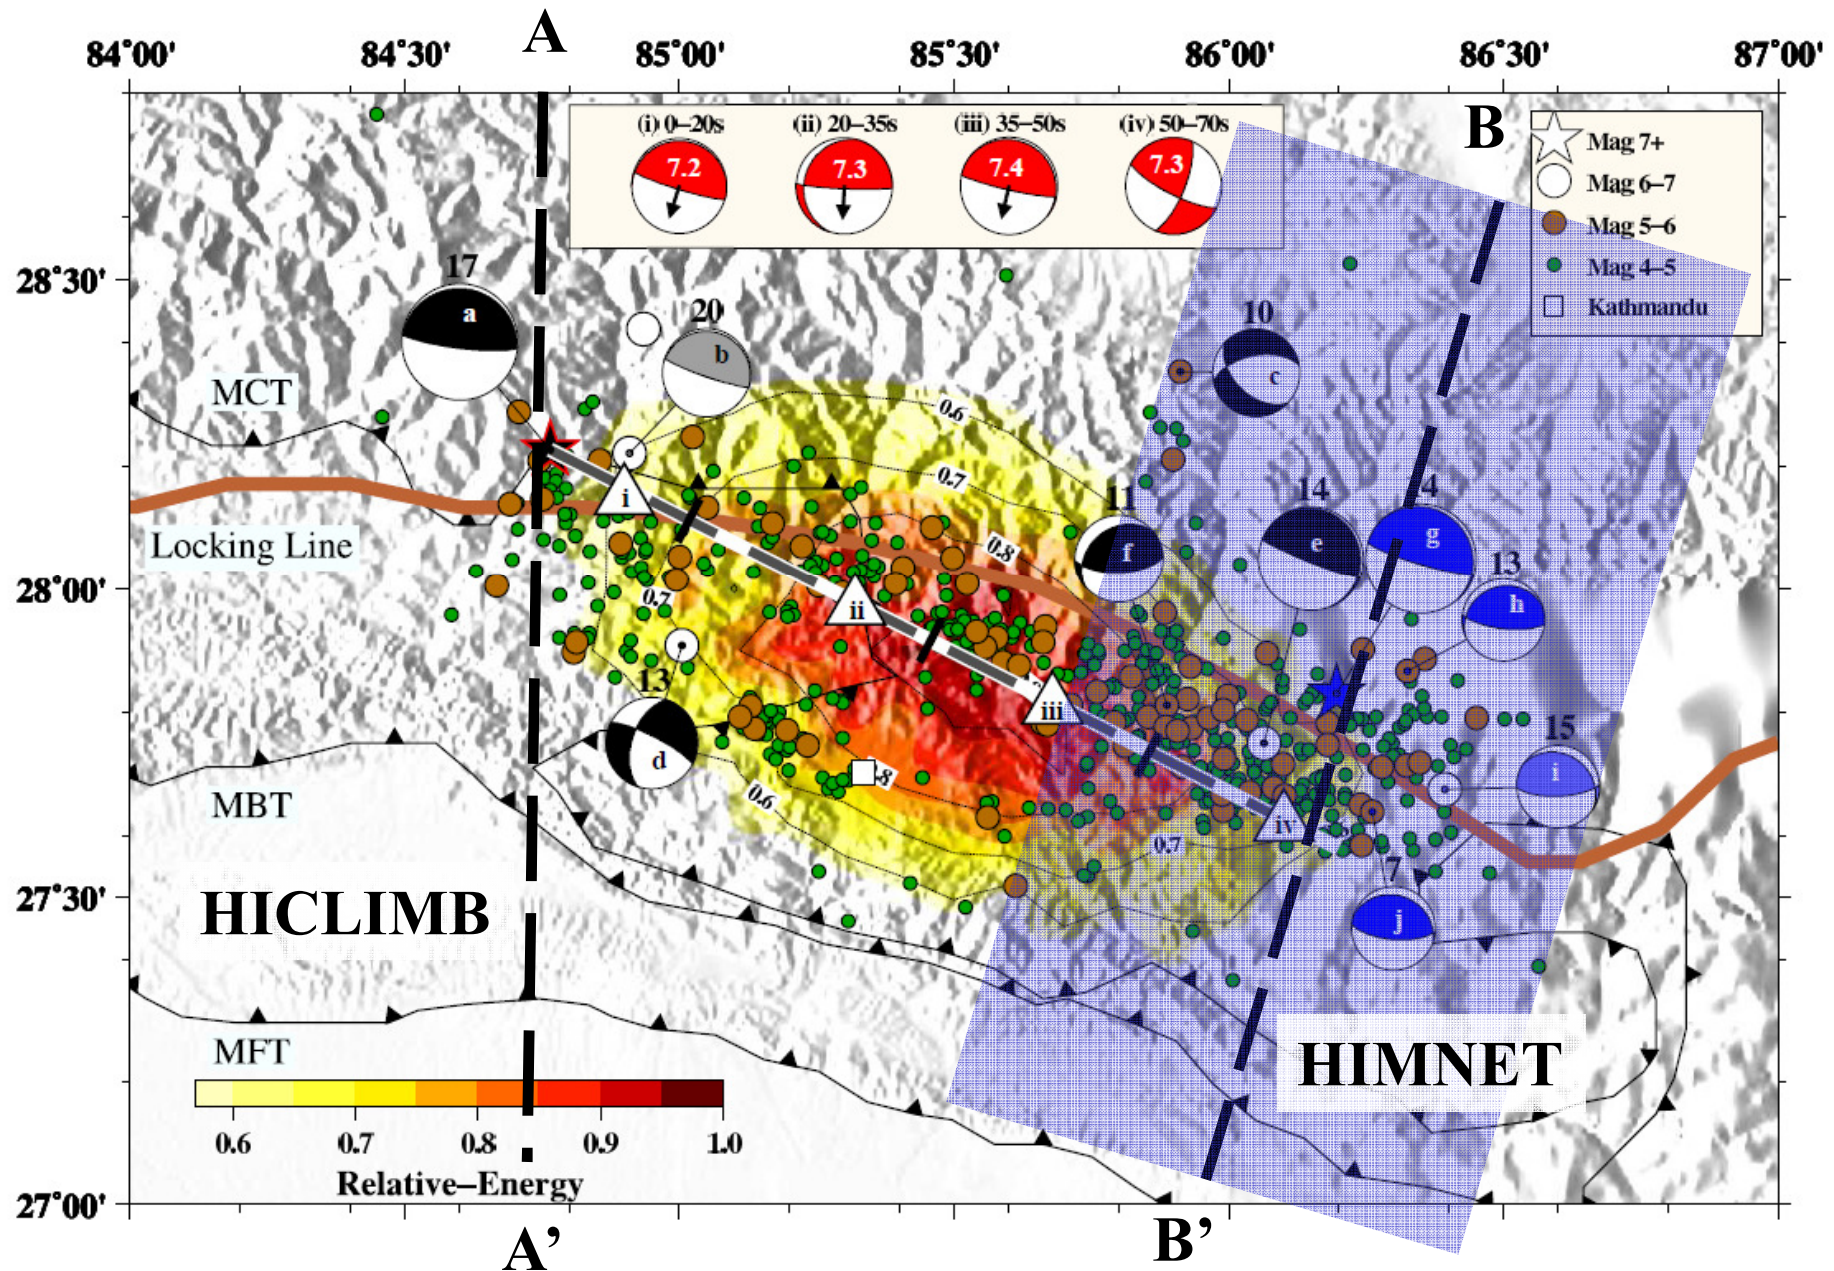 A
84°00' 84°30' 85°00' 85°30' 86°00' 86°30' 87°00'
(i) 0–20s (ii) 20–35s (iii) 35–50s (iv) 50–70s
7.2 7.3 7.4 7.3
B
Mag 7+
Mag 6–7
Mag 5–6
Mag 4–5
Kathmandu
28°30'
17
a
20
b
10
c
MCT
0.6
0.7
i
11
f
14
e
4
g
13
h
Locking Line
0.8
28°00'
0.7
ii
13
d
iii
15
i
MBT
.8
0.6
iv
0.7
7
j
27°30'
HICLIMB
MFT
HIMNET
0.6 0.7 0.8 0.9 1.0
Relative–Energy
27°00'
A’
B’